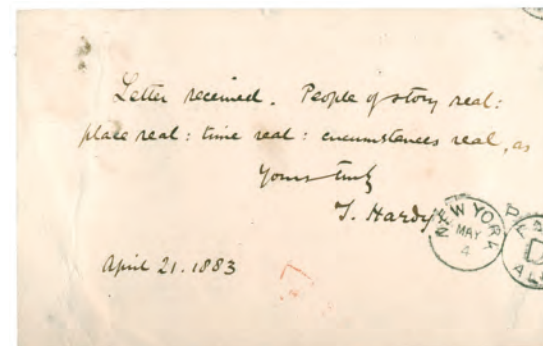 Letter received. People of story real:
place real: time real: circumstances real, as
Yours truly
T. Hardy
NEW YORK
MAY
4
P
D
ALL
April 21. 1883